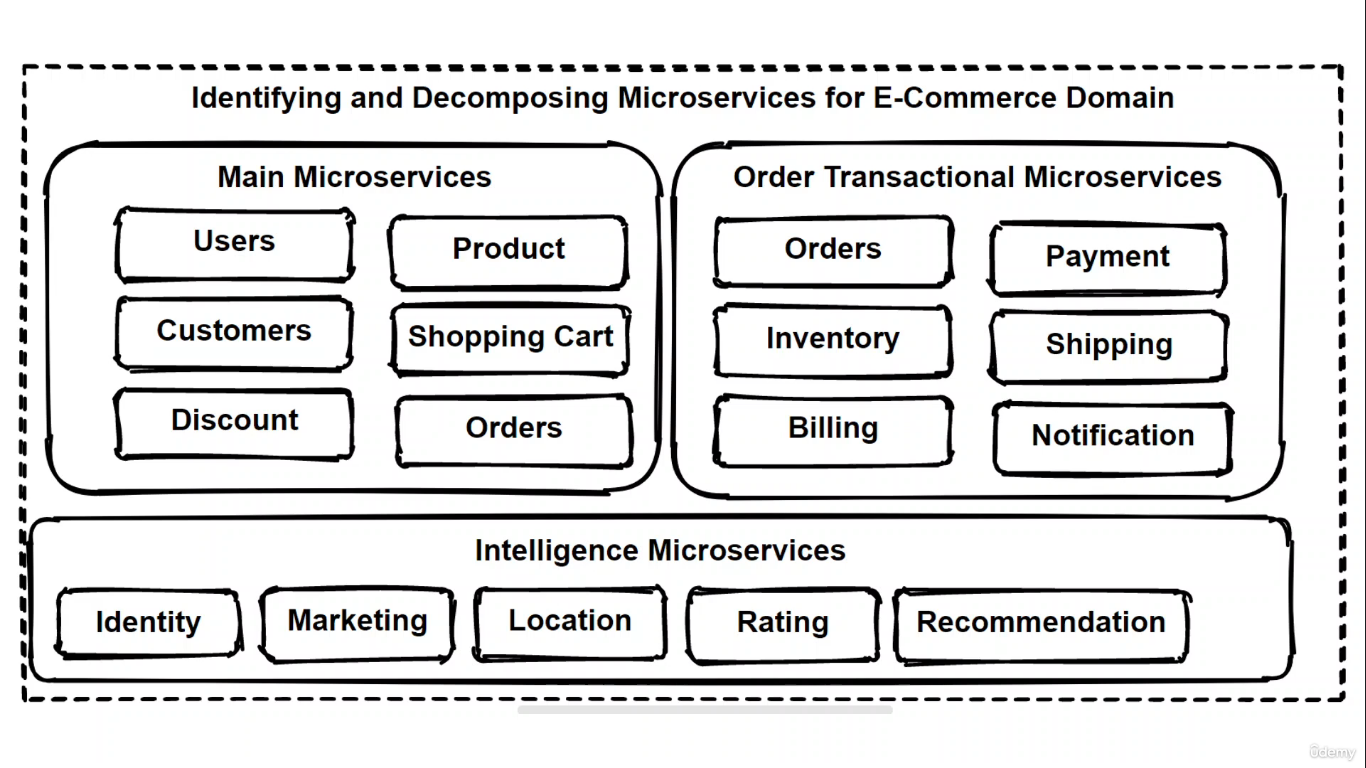 Identifying and Decomposing Microservices for E-Commerce Domain
Main Microservices
Users
Product
Customers
Shopping Cart
Discount
Orders
Order Transactional Microservices
Orders
Payment
Inventory
Shipping
Billing
Notification
Intelligence Microservices
Identity
Marketing
Location
Rating
Recommendation
ûdemy